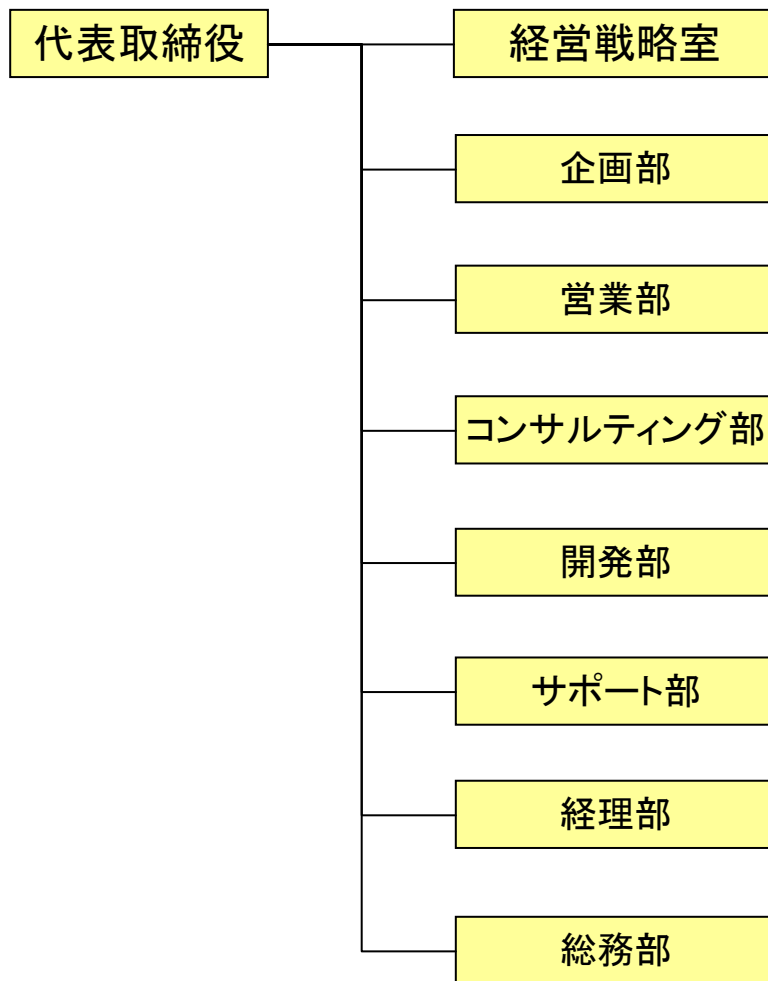 代表取締役
経営戦略室
企画部
営業部
コンサルティング部
開発部
サポート部
経理部
総務部